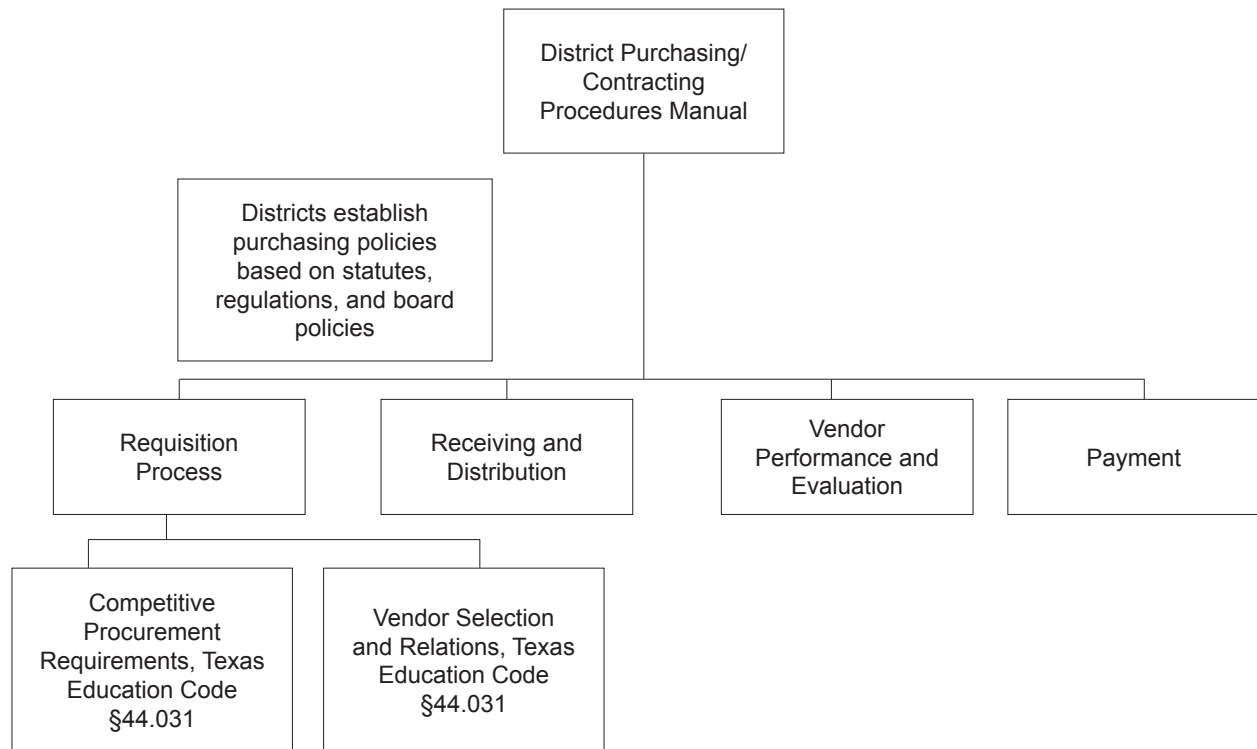 District Purchasing/
Contracting
Procedures Manual
Districts establish
purchasing policies
based on statutes,
regulations, and board
policies
Requisition
Process
Receiving and
Distribution
Vendor
Performance and
Evaluation
Payment
Competitive
Procurement
Requirements, Texas
Education Code
§44.031
Vendor Selection
and Relations, Texas
Education Code
§44.031